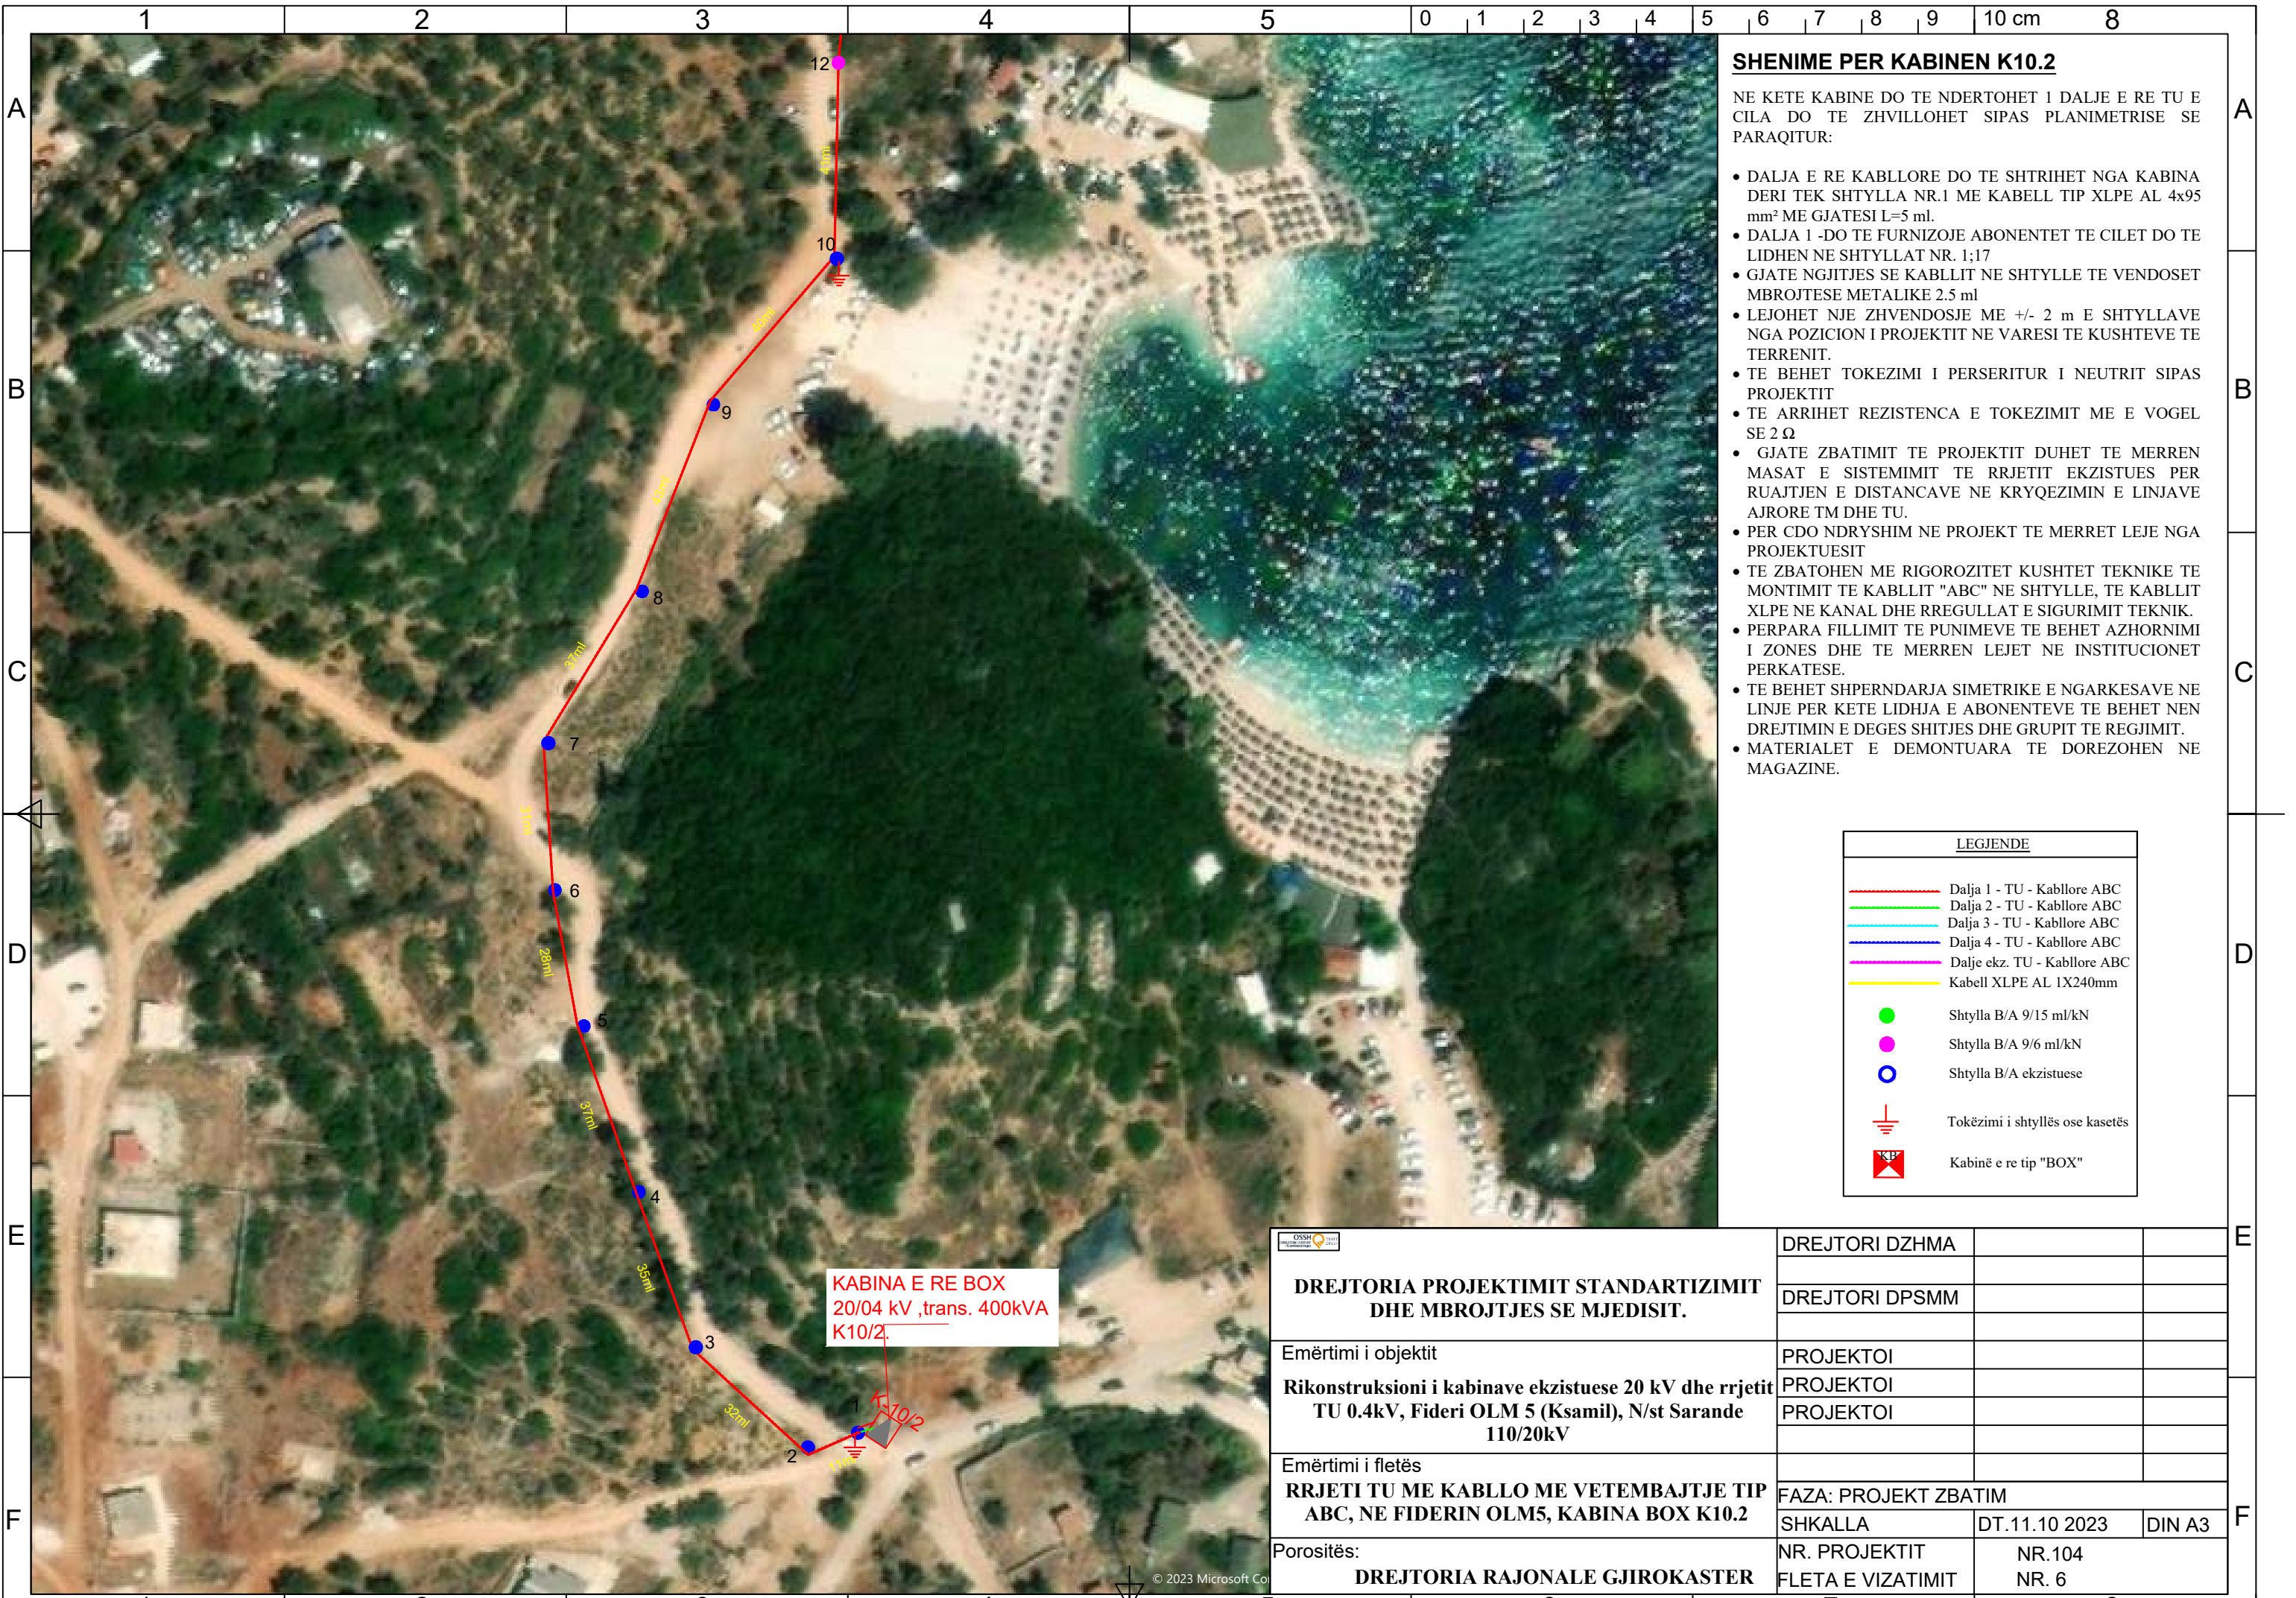 1 2 3 4 5 0 1 2 3 4 5 6 7 8 9 10 cm 8
A
B
C
D
E
F
A
B
C
D
E
F
12
10
40ml
9
8
37ml
7
6
28ml
5
37ml
4
35ml
3
32ml
2
1
11ml
K-10/2
KABINA E RE BOX
20/04 kV ,trans. 400kVA
K10/2.
© 2023 Microsoft
SHENIME PER KABINEN K10.2
NE KETE KABINE DO TE NDERTOHET 1 DALJE E RE TU E
CILA DO TE ZHVILLOHET SIPAS PLANIMETRISE SE
PARAQITUR:
• DALJA E RE KABLLORE DO TE SHTRIHET NGA KABINA
DERI TEK SHTYLLA NR.1 ME KABELL TIP XLPE AL 4x95
mm² ME GJATESI L=5 ml.
• DALJA 1 -DO TE FURNIZOJE ABONENTET TE CILET DO TE
LIDHEN NE SHTYLLAT NR. 1;17
• GJATE NGJITJES SE KABLLIT NE SHTYLLE TE VENDOSET
MBROJTESE METALIKE 2.5 ml
• LEJOHET NJE ZHVENDOSJE ME +/- 2 m E SHTYLLAVE
NGA POZICION I PROJEKTIT NE VARESI TE KUSHTEVE TE
TERRENIT.
• TE BEHET TOKEZIMI I PERSERITUR I NEUTRIT SIPAS
PROJEKTIT
• TE ARRIHET REZISTENCA E TOKEZIMIT ME E VOGEL
SE 2 Ω
• GJATE ZBATIMIT TE PROJEKTIT DUHET TE MERREN
MASAT E SISTEMIMIT TE RRJETIT EKZISTUES PER
RUAJTJEN E DISTANCAVE NE KRYQEZIMIN E LINJAVE
AJRORE TM DHE TU.
• PER CDO NDRYSHIM NE PROJEKT TE MERRET LEJE NGA
PROJEKTUESIT
• TE ZBATOHEN ME RIGOROZITET KUSHTET TEKNIKE TE
MONTIMIT TE KABLLIT "ABC" NE SHTYLLE, TE KABLLIT
XLPE NE KANAL DHE RREGULLAT E SIGURIMIT TEKNIK.
• PERPARA FILLIMIT TE PUNIMEVE TE BEHET AZHORNIMI
I ZONES DHE TE MERREN LEJET NE INSTITUCIONET
PERKATESE.
• TE BEHET SHPERNDARJA SIMETRIKE E NGARKESAVE NE
LINJE PER KETE LIDHJA E ABONENTEVE TE BEHET NEN
DREJTIMIN E DEGES SHITJES DHE GRUPIT TE REGJIMIT.
• MATERIALET E DEMONTUARA TE DOREZOHEN NE
MAGAZINE.
LEGJENDE
Dalja 1 - TU - Kabllore ABC
Dalja 2 - TU - Kabllore ABC
Dalja 3 - TU - Kabllore ABC
Dalja 4 - TU - Kabllore ABC
Dalje ekz. TU - Kabllore ABC
Kabell XLPE AL 1X240mm
Shtylla B/A 9/15 ml/kN
Shtylla B/A 9/6 ml/kN
Shtylla B/A ekzistuese
Tokëzimi i shtyllës ose kasetës
KB
Kabinë e re tip "BOX"
OSSH
DREJTORIA PROJEKTIMIT STANDARTIZIMIT
DHE MBROJTJES SE MJEDISIT.
Emërtimi i objektit
Rikonstruksioni i kabinave ekzistuese 20 kV dhe rrjetit
TU 0.4kV, Fideri OLM 5 (Ksamil), N/st Sarande
110/20kV
Emërtimi i fletës
RRJETI TU ME KABLLO ME VETEMBAJTJE TIP
ABC, NE FIDERIN OLM5, KABINA BOX K10.2
Porositës:
DREJTORIA RAJONALE GJIROKASTER
DREJTORI DZHMA
DREJTORI DPSMM
PROJEKTOI
PROJEKTOI
PROJEKTOI
FAZA: PROJEKT ZBATIM
SHKALLA DT.11.10 2023 DIN A3
NR. PROJEKTIT NR.104
FLETA E VIZATIMIT NR. 6